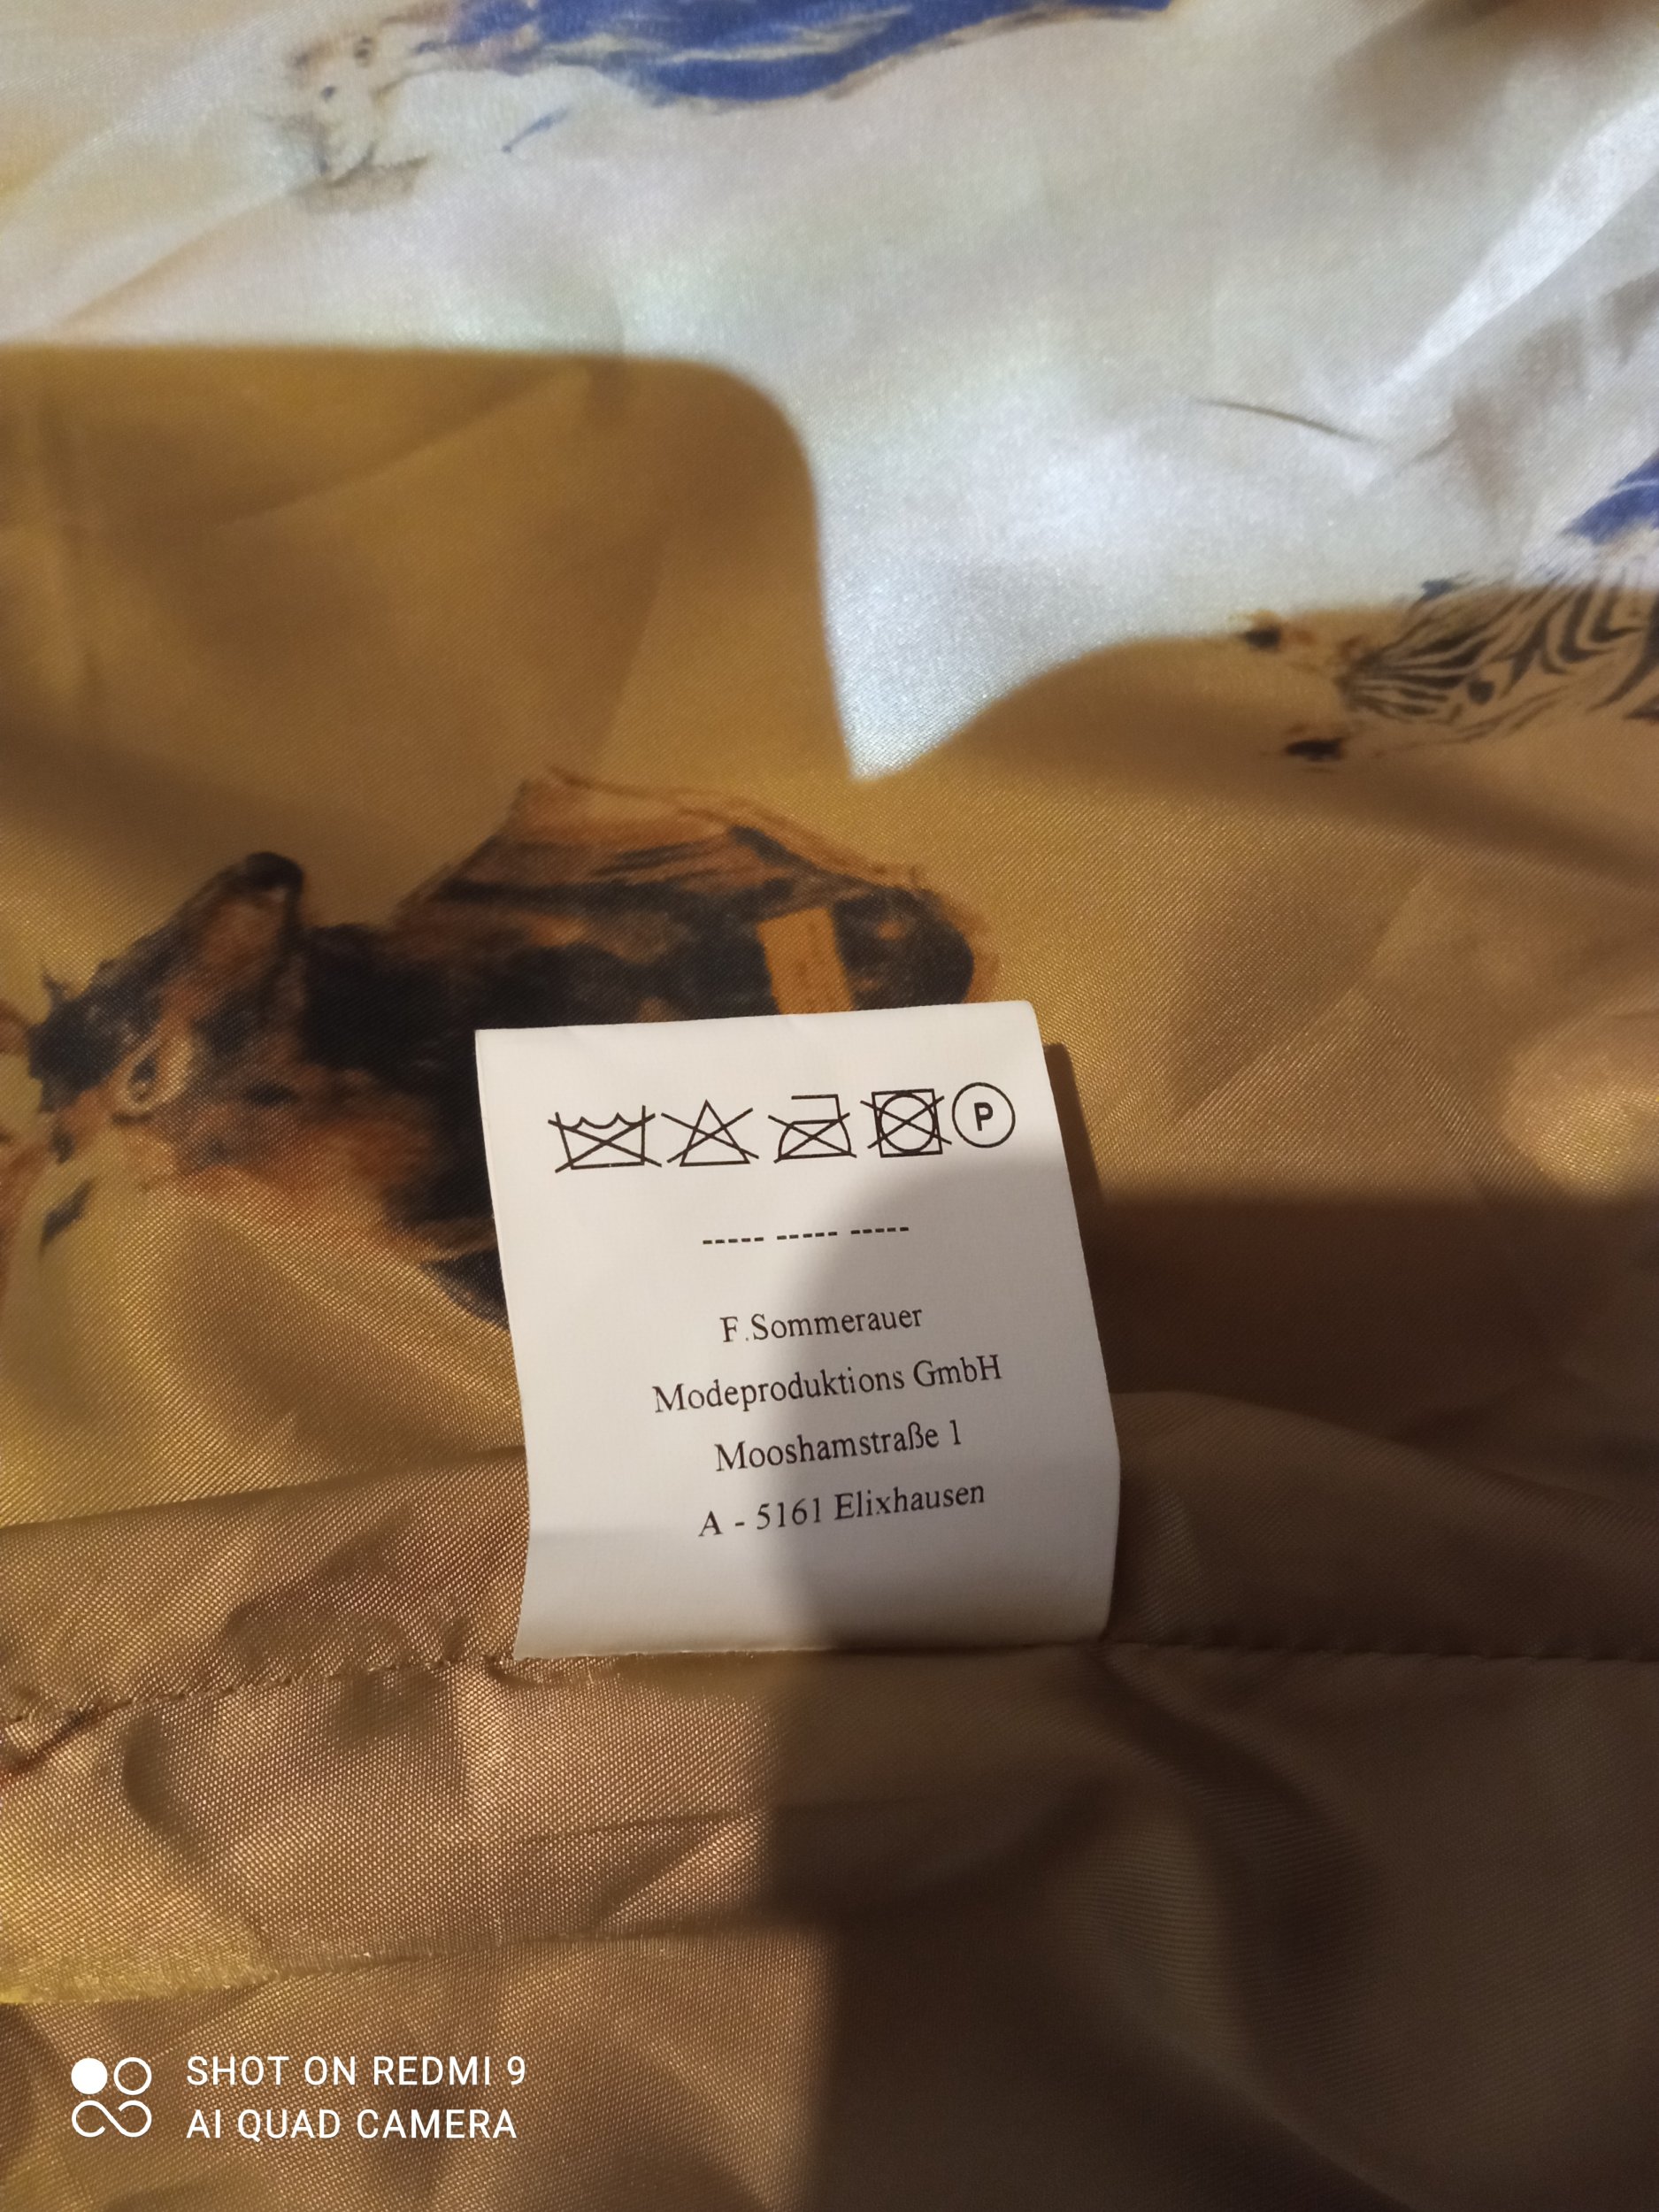 P
----- ----- -----
F.Sommerauer
Modeproduktions GmbH
Mooshamstraße 1
A - 5161 Elixhausen
SHOT ON REDMI 9
AI QUAD CAMERA